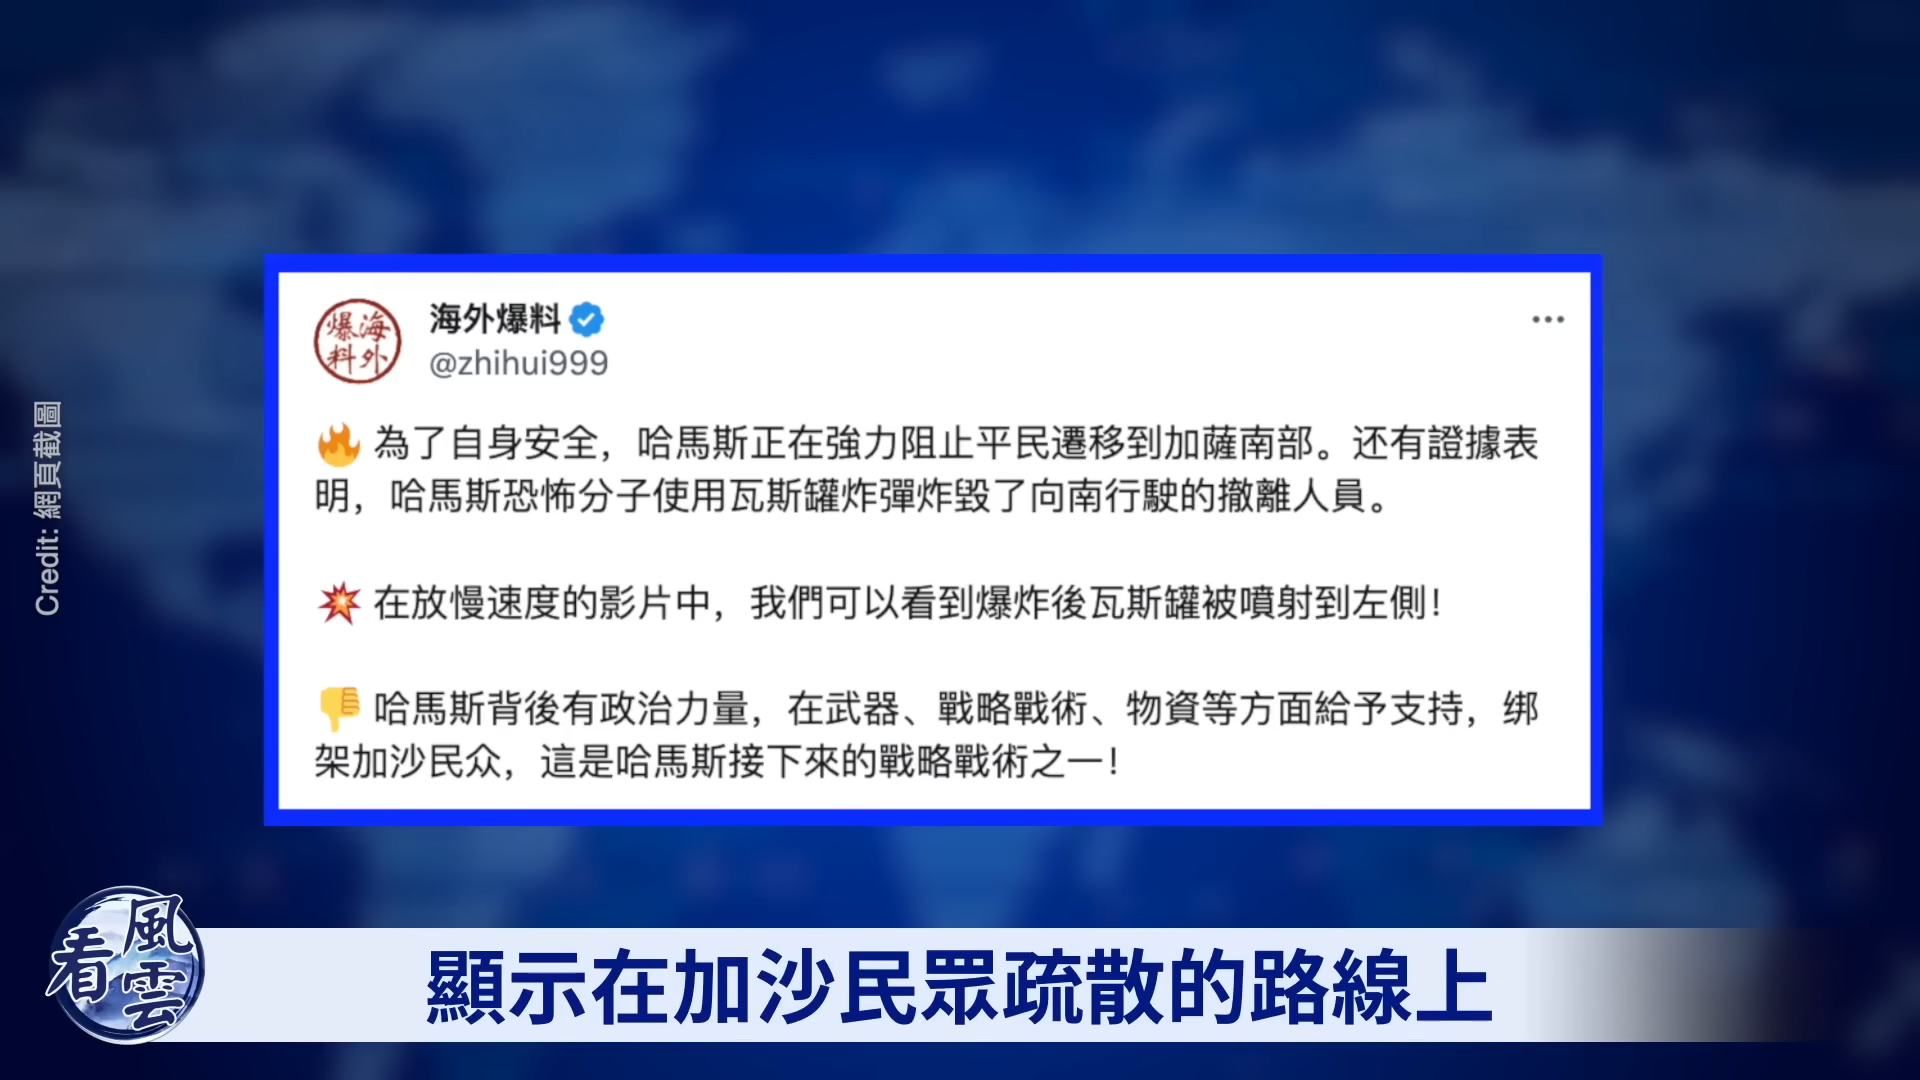 海外爆料
@zhihui999
爆海
料外
🔥 為了自身安全，哈馬斯正在強力阻止平民遷移到加薩南部。还有證據表
明，哈馬斯恐怖分子使用瓦斯罐炸彈炸毀了向南行駛的撤離人員。
💥 在放慢速度的影片中，我們可以看到爆炸後瓦斯罐被噴射到左側！
👎 哈馬斯背後有政治力量，在武器、戰略戰術、物資等方面給予支持，绑
架加沙民众，這是哈馬斯接下來的戰略戰術之一！
Credit: 網頁截圖
看風雲
顯示在加沙民眾疏散的路線上